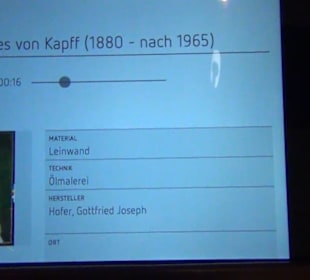 es von Kapff (1880 - nach 1965)
00:16
MATERIAL
Leinwand
TECHNIK
Ölmalerei
HERSTELLER
Hofer, Gottfried Joseph
ORT